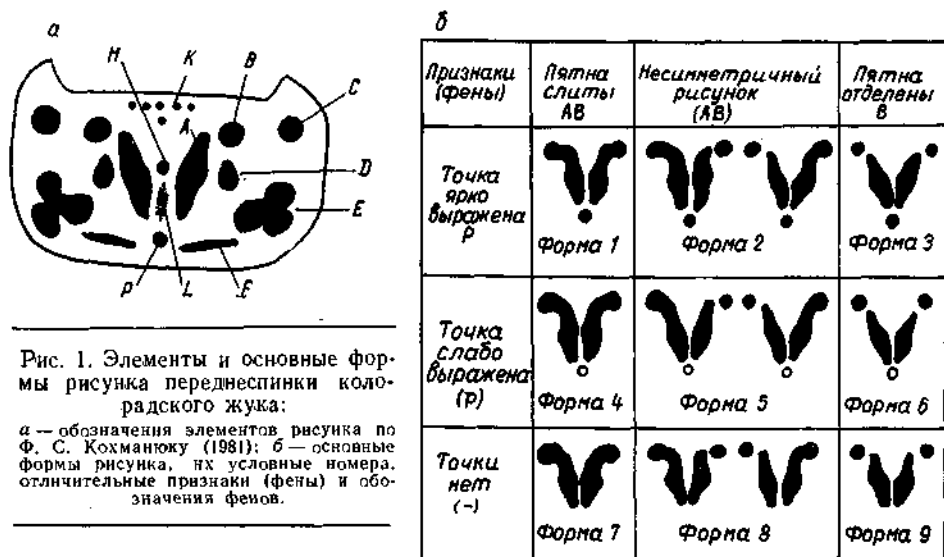 а
H K B C
A
D
E
P L E
Рис. 1. Элементы и основные фор-
мы рисунка переднеспинки коло-
радского жука:
а — обозначения элементов рисунка по
Ф. С. Кохманюку (1981); б — основные
формы рисунка, их условные номера,
отличительные признаки (фены) и обо-
значения фенов.
б
Признаки (фены)
Пятна слиты АВ
Несимметричный рисунок (АВ)
Пятна отделены В
Точка ярко выражена Р
Форма 1 Форма 2 Форма 3
Точка слабо выражена (р)
Форма 4 Форма 5 Форма 6
Точки нет (-)
Форма 7 Форма 8 Форма 9